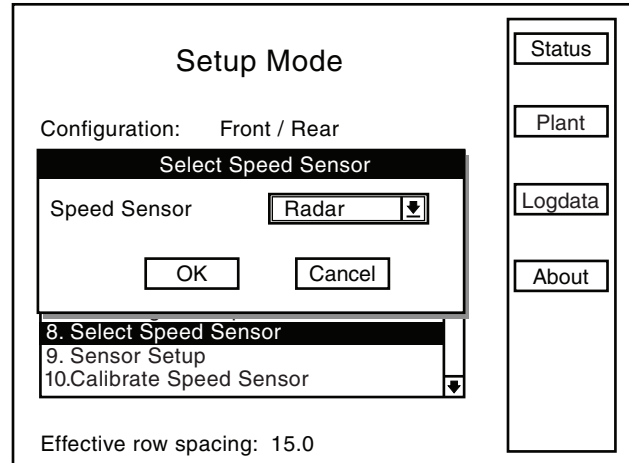 Setup Mode
Configuration: Front / Rear
Select Speed Sensor
Speed Sensor Radar
OK Cancel
8. Select Speed Sensor
9. Sensor Setup
10.Calibrate Speed Sensor
Effective row spacing: 15.0
Status
Plant
Logdata
About